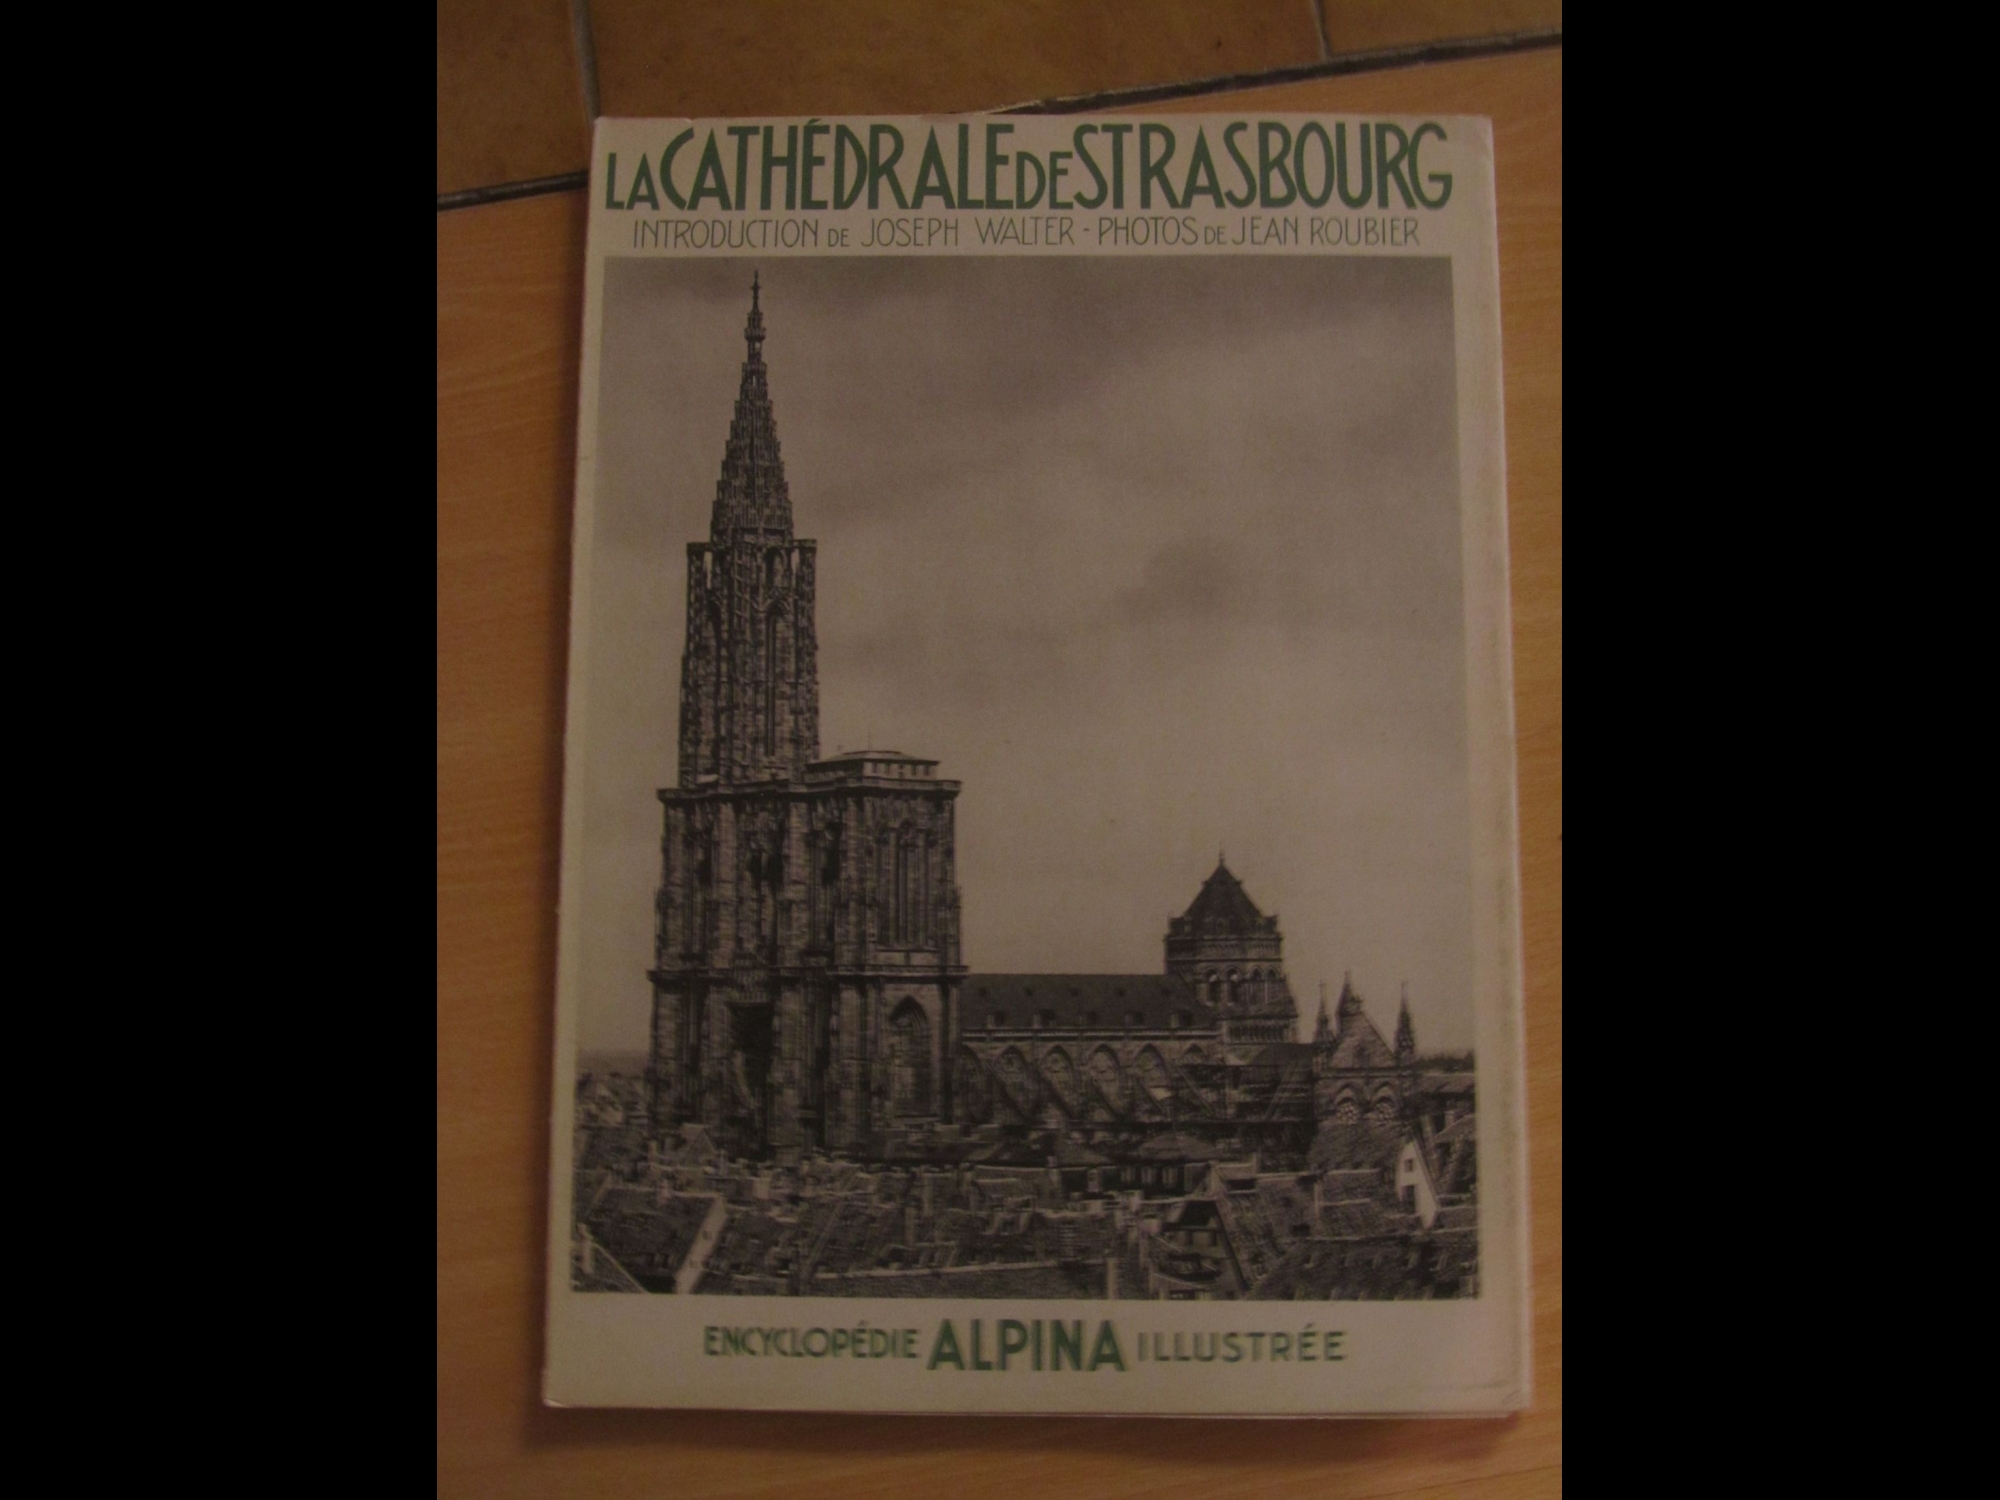 LA CATHÉDRALE DE STRASBOURG
INTRODUCTION DE JOSEPH WALTER - PHOTOS DE JEAN ROUBIER
ENCYCLOPÉDIE ALPINA ILLUSTRÉE